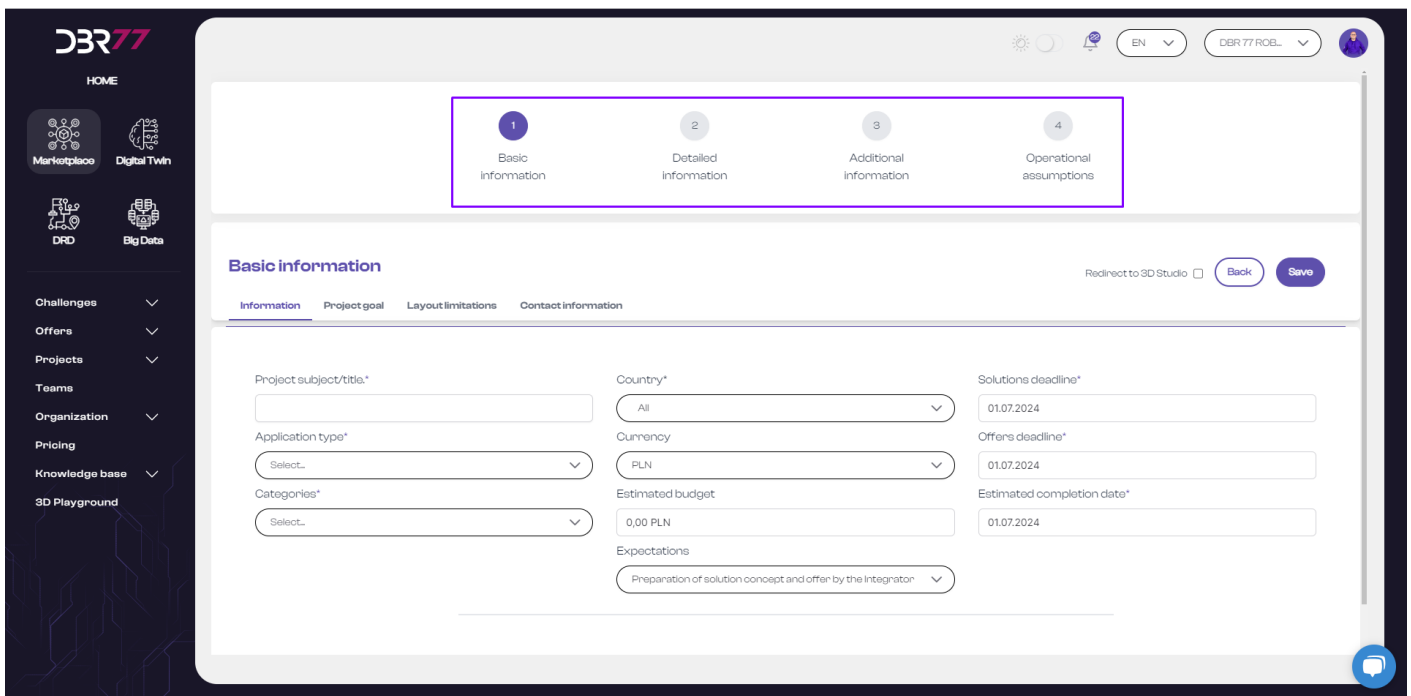 DBR77
HOME
Marketplace
Digital Twin
DRD
Big Data
Challenges
Offers
Projects
Teams
Organization
Pricing
Knowledge base
3D Playground
22
EN
DBR 77 ROB...
1
2
3
4
Basic
information
Detailed
information
Additional
information
Operational
assumptions
Basic information
Redirect to 3D Studio
Back
Save
Information
Project goal
Layout limitations
Contact information
Project subject/title.*
Country*
Solutions deadline*
All
01.07.2024
Application type*
Currency
Offers deadline*
Select...
PLN
01.07.2024
Categories*
Estimated budget
Estimated completion date*
Select...
0,00 PLN
01.07.2024
Expectations
Preparation of solution concept and offer by the Integrator